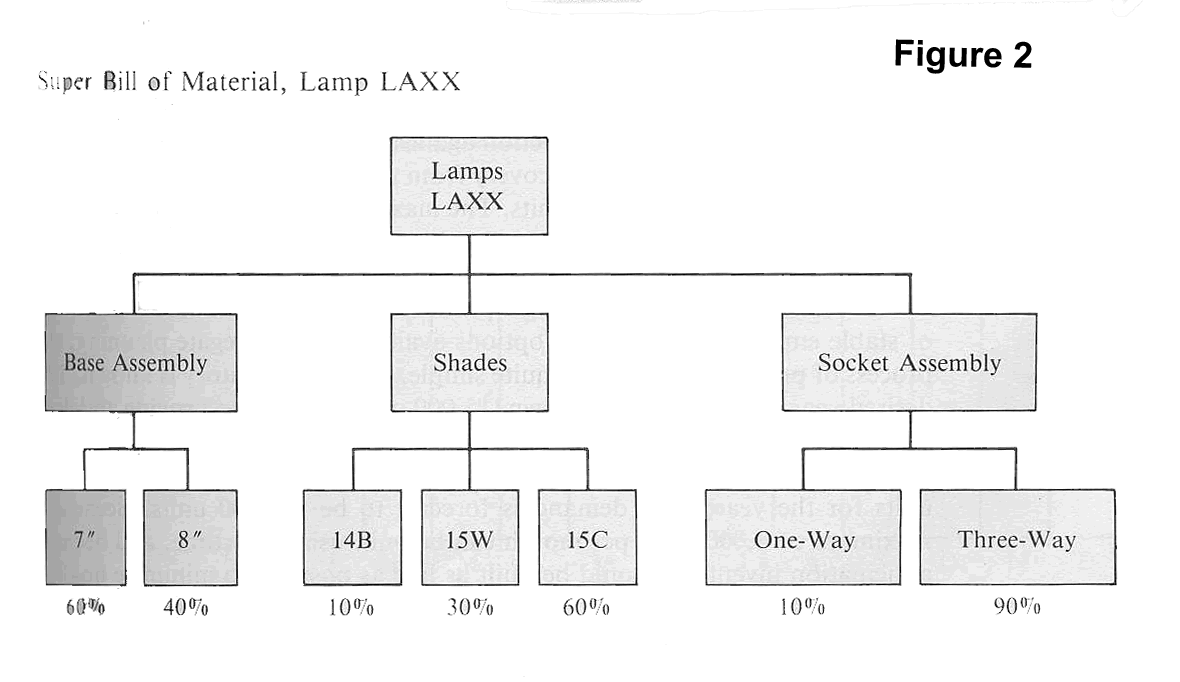 Figure 2
Super Bill of Material, Lamp LAXX
Lamps
LAXX
Base Assembly
Shades
Socket Assembly
7″
8″
14B
15W
15C
One-Way
Three-Way
60%
40%
10%
30%
60%
10%
90%